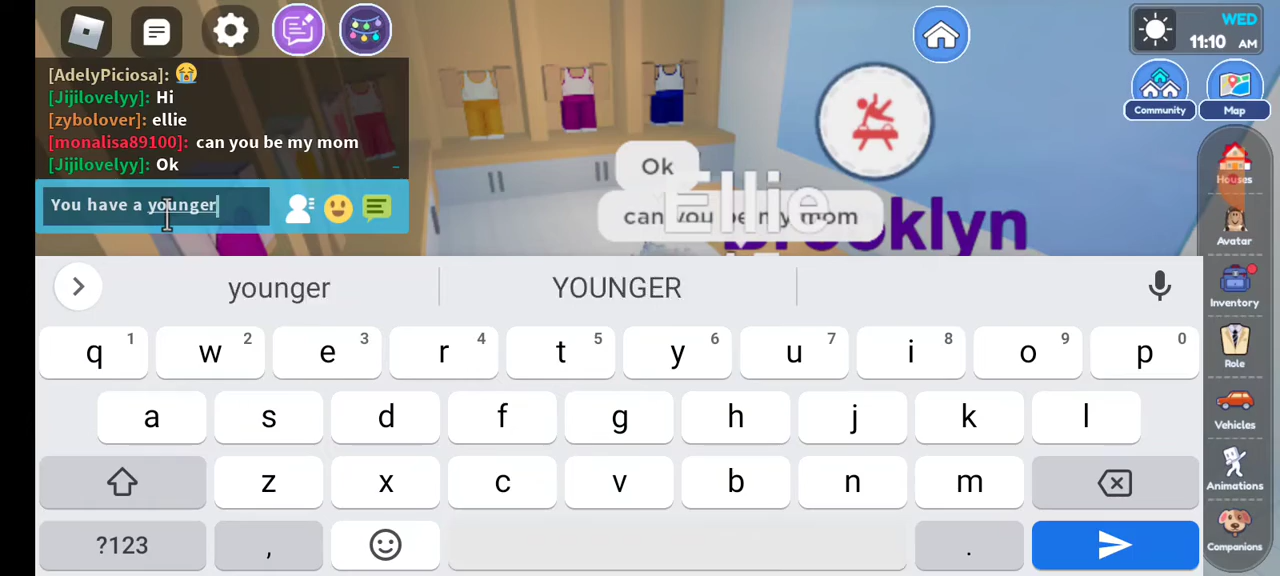 WED
11:10 AM
[AdelyPiciosa]: 😭
[Jijilovelyy]: Hi
[zybolover]: ellie
[monalisa89100]: can you be my mom
[Jijilovelyy]: Ok
You have a younger
Ok
can you be my mom
Ellie
Community
Map
Houses
Avatar
Inventory
Role
Vehicles
Animations
Companions
younger YOUNGER
q 1 w 2 e 3 r 4 t 5 y 6 u 7 i 8 o 9 p 0
a s d f g h j k l
z x c v b n m
?123 , .